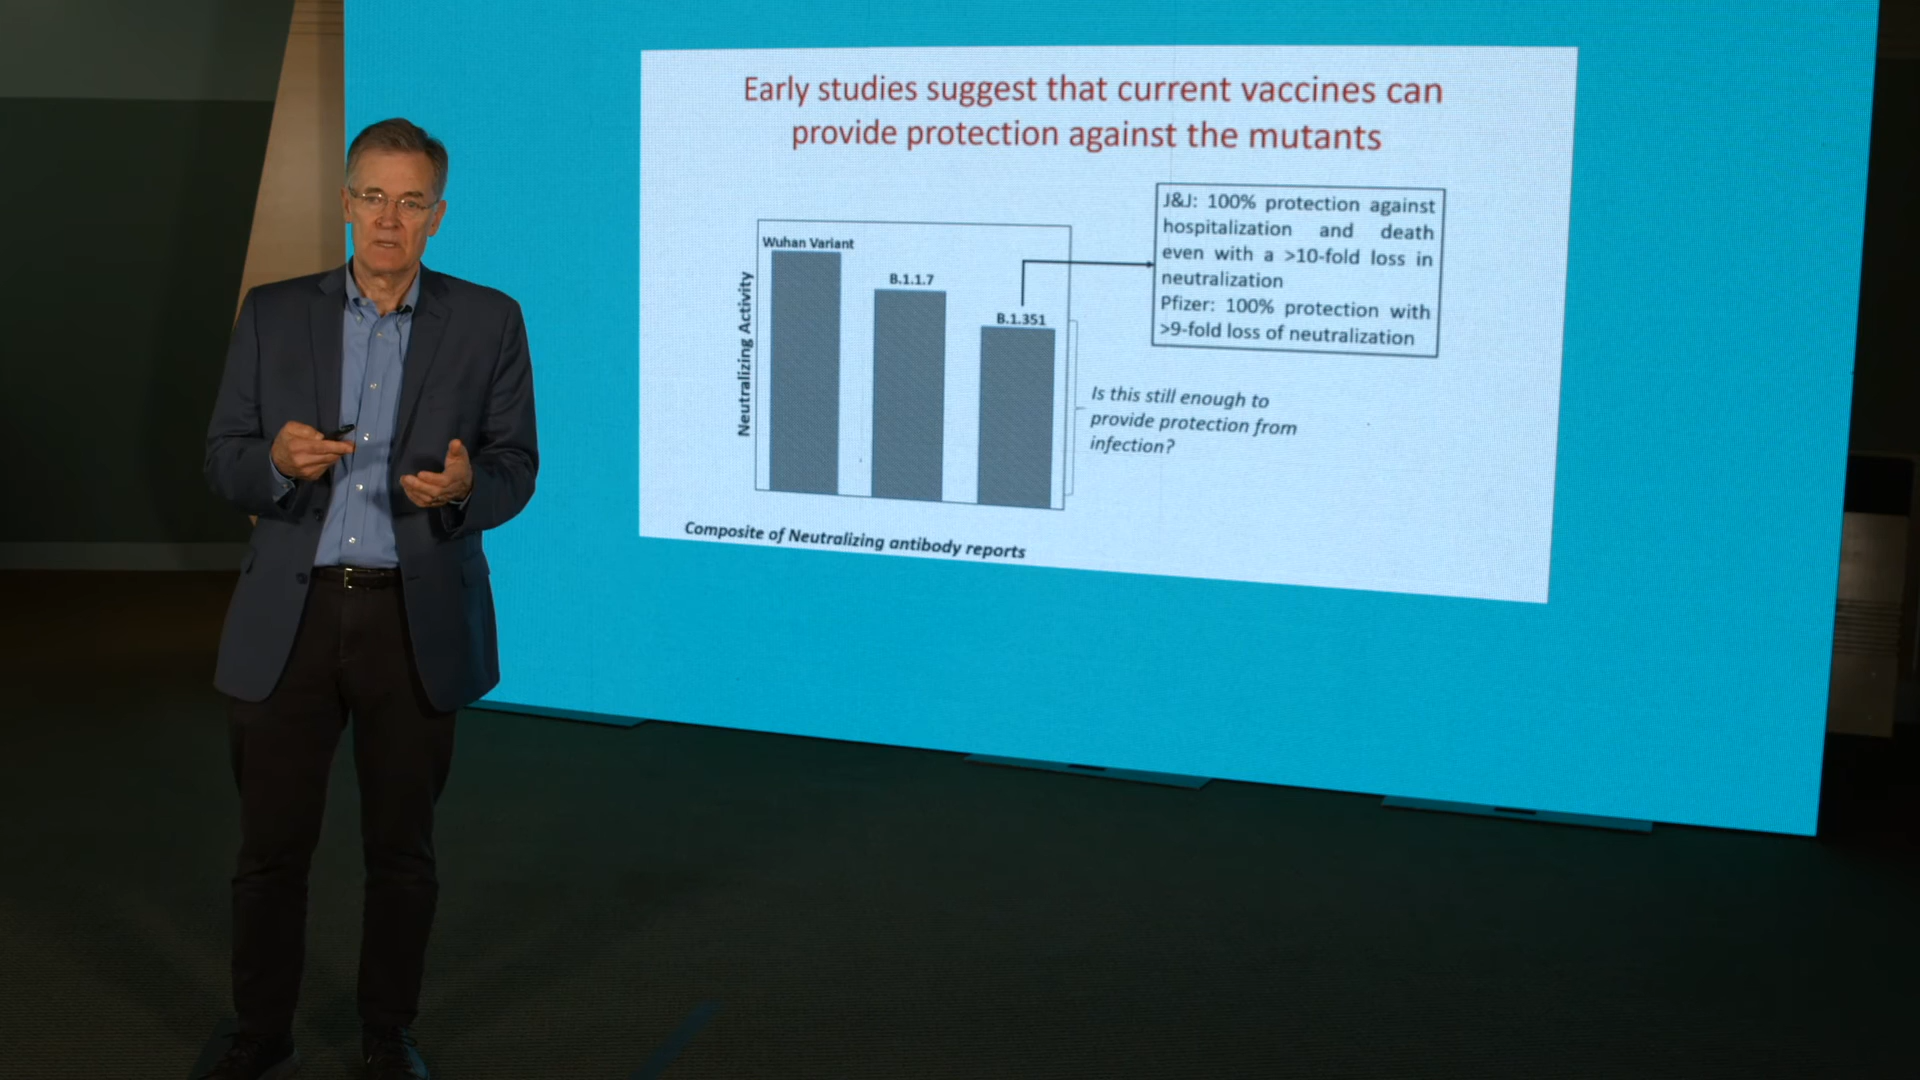 Early studies suggest that current vaccines can
provide protection against the mutants
Neutralizing Activity
Wuhan Variant
B.1.1.7
B.1.351
J&J: 100% protection against
hospitalization and death
even with a >10-fold loss in
neutralization
Pfizer: 100% protection with
>9-fold loss of neutralization
Is this still enough to
provide protection from
infection?
Composite of Neutralizing antibody reports